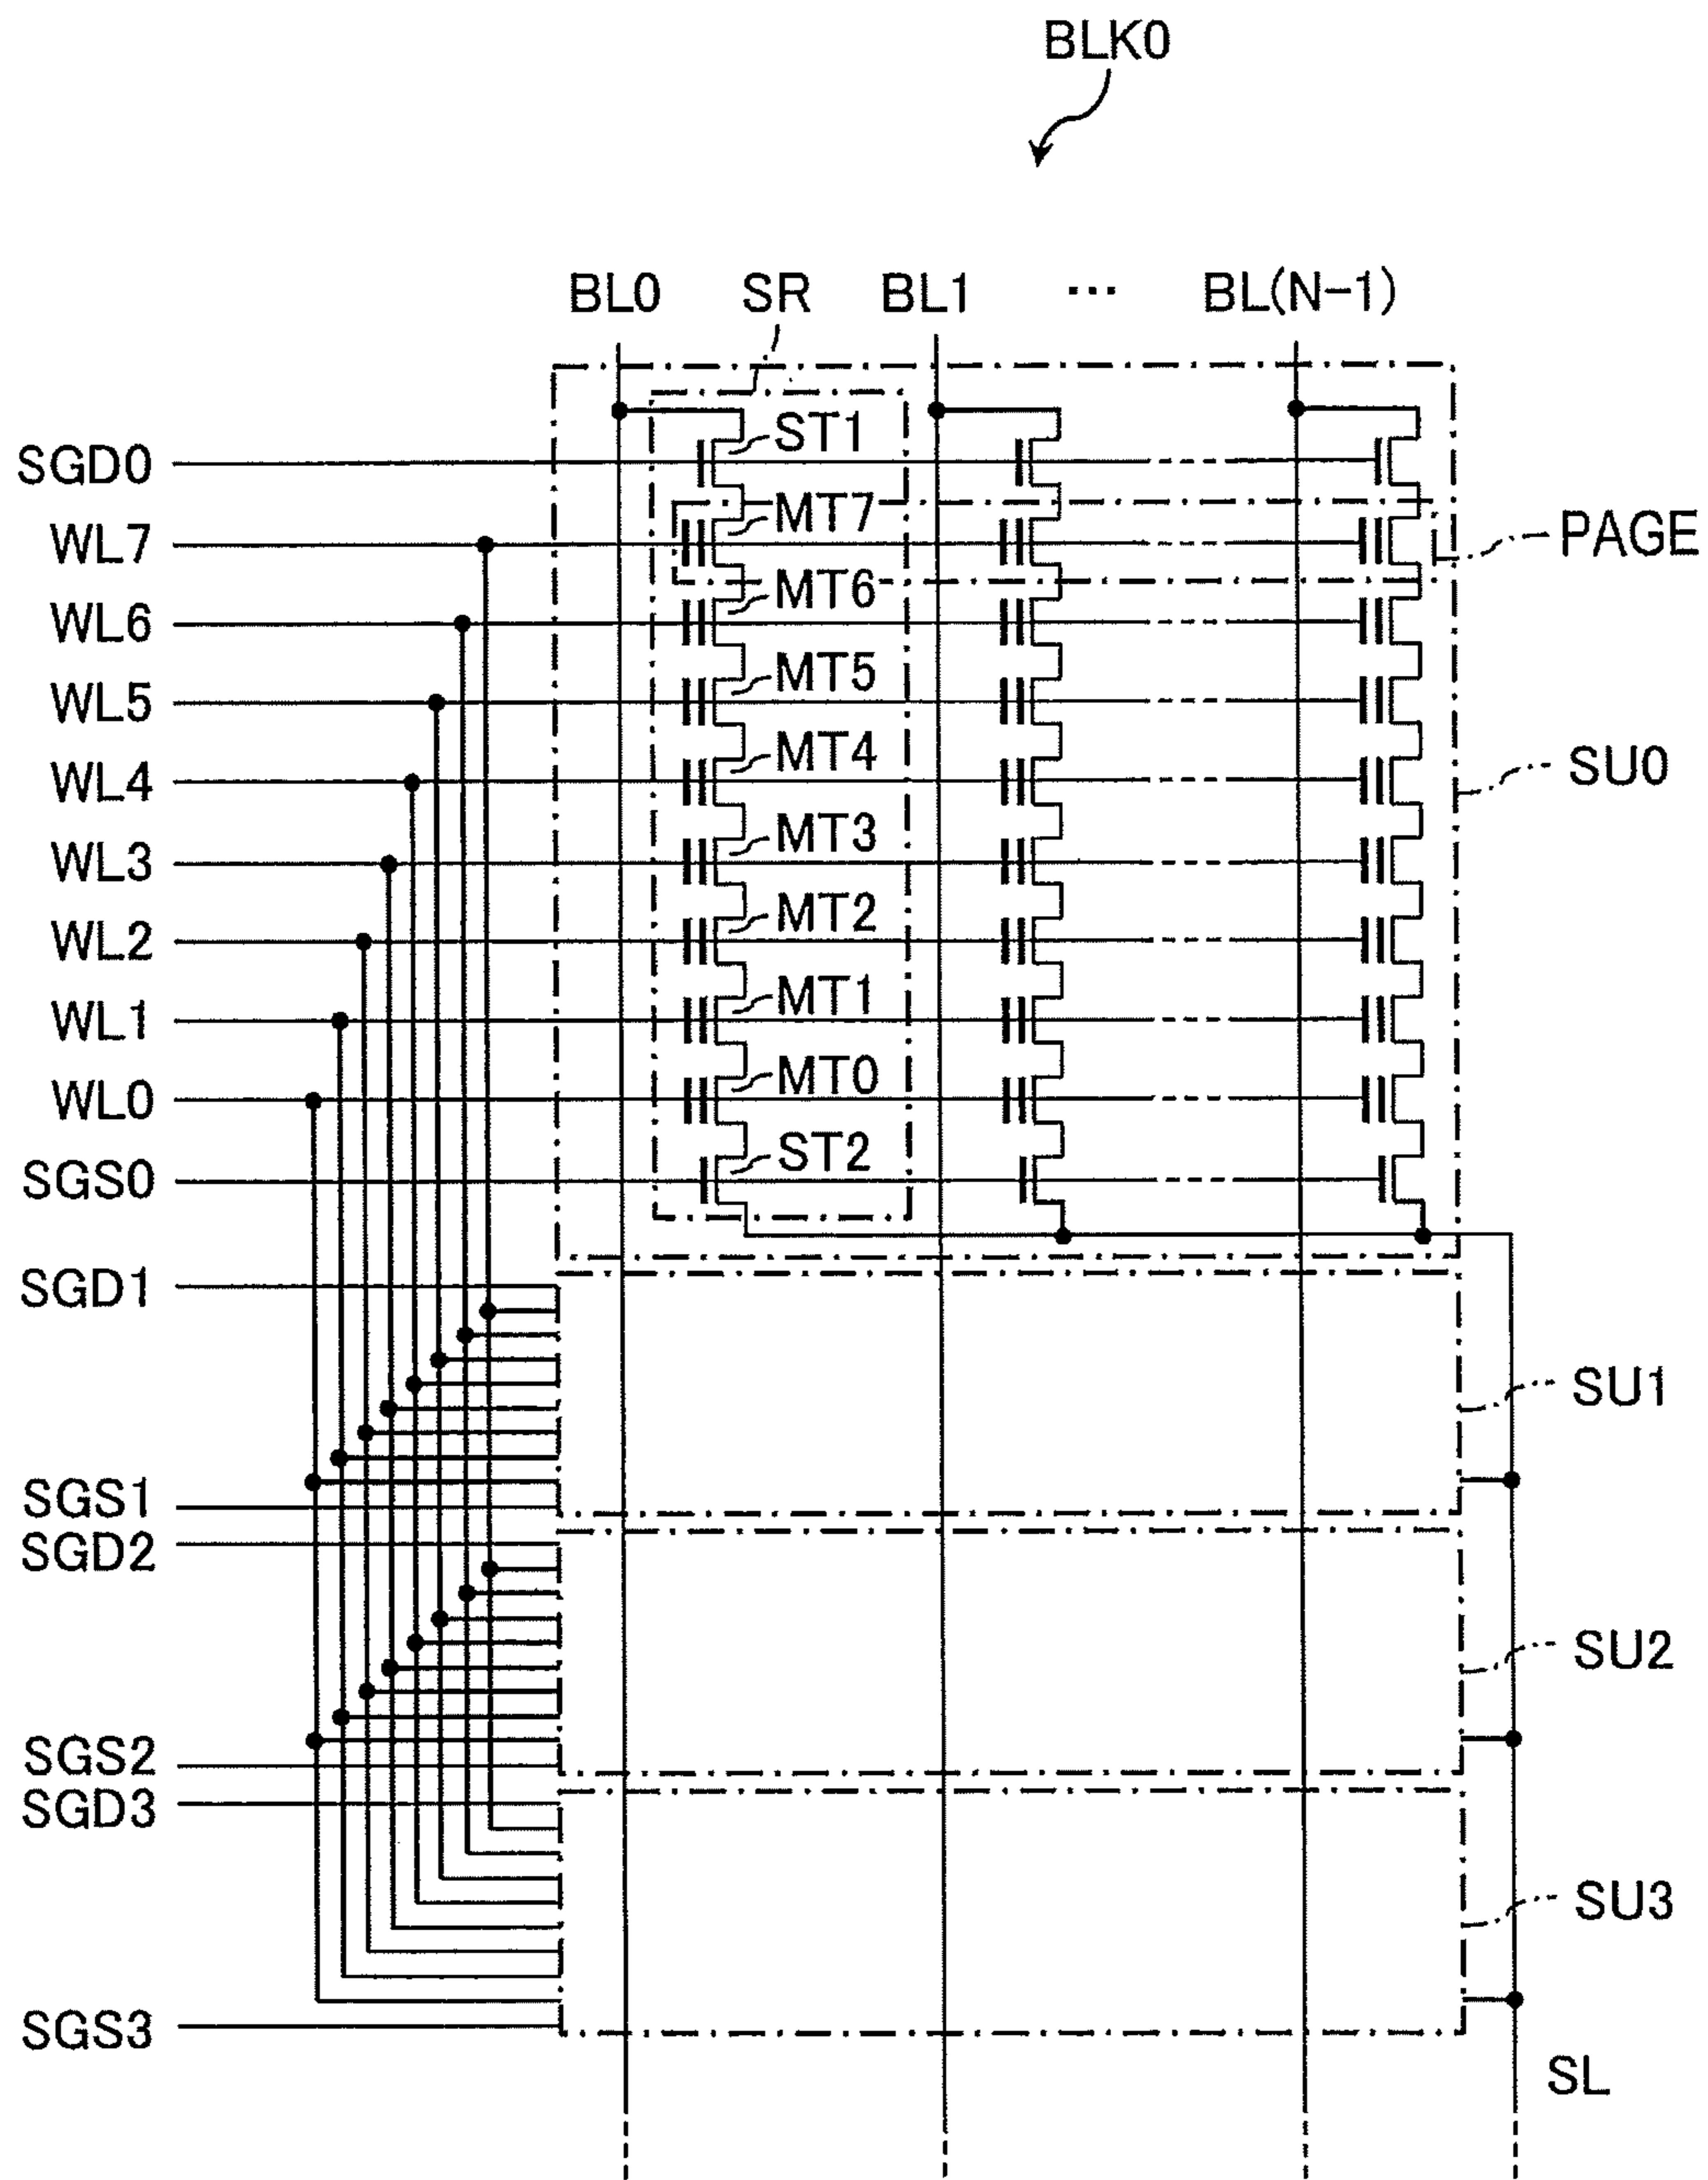 BLK0
BL0 SR BL1 ... BL(N-1)
SGD0 ST1
WL7 MT7 PAGE
WL6 MT6
WL5 MT5
WL4 MT4 SU0
WL3 MT3
WL2 MT2
WL1 MT1
WL0 MT0
SGS0 ST2
SGD1
SU1
SGS1
SGD2
SU2
SGS2
SGD3
SU3
SGS3
SL